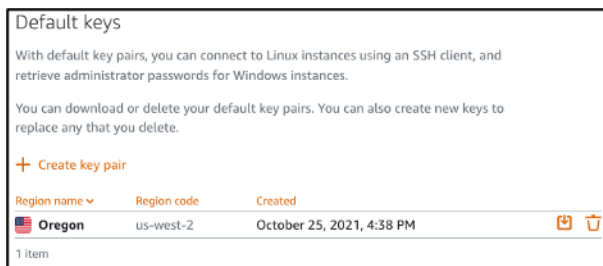 Default keys
With default key pairs, you can connect to Linux instances using an SSH client, and
retrieve administrator passwords for Windows instances.
You can download or delete your default key pairs. You can also create new keys to
replace any that you delete.
+ Create key pair
Region name Region code Created
Oregon us-west-2 October 25, 2021, 4:38 PM
1 item